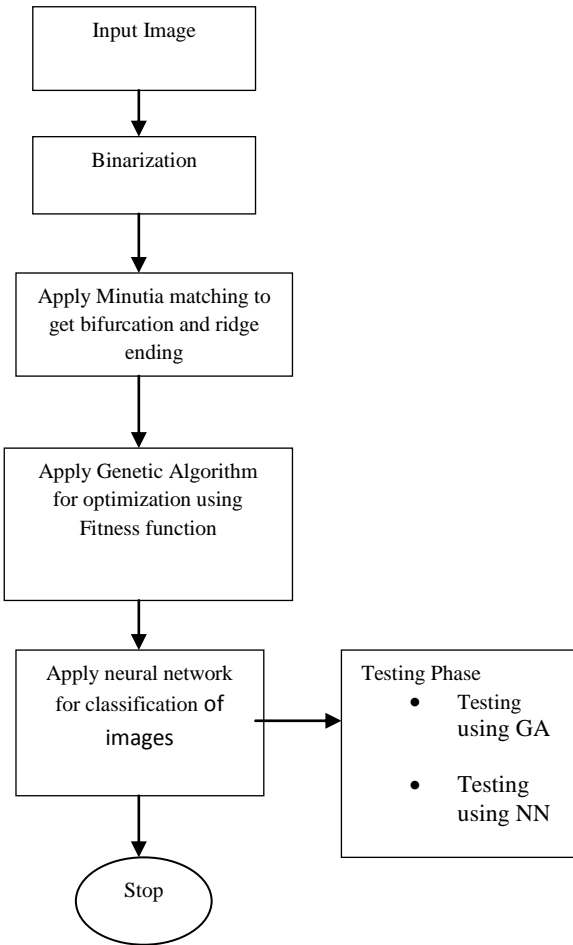 Input Image
Binarization
Apply Minutia matching to
get bifurcation and ridge
ending
Apply Genetic Algorithm
for optimization using
Fitness function
Apply neural network
for classification of
images
Testing Phase
• Testing
using GA
• Testing
using NN
Stop